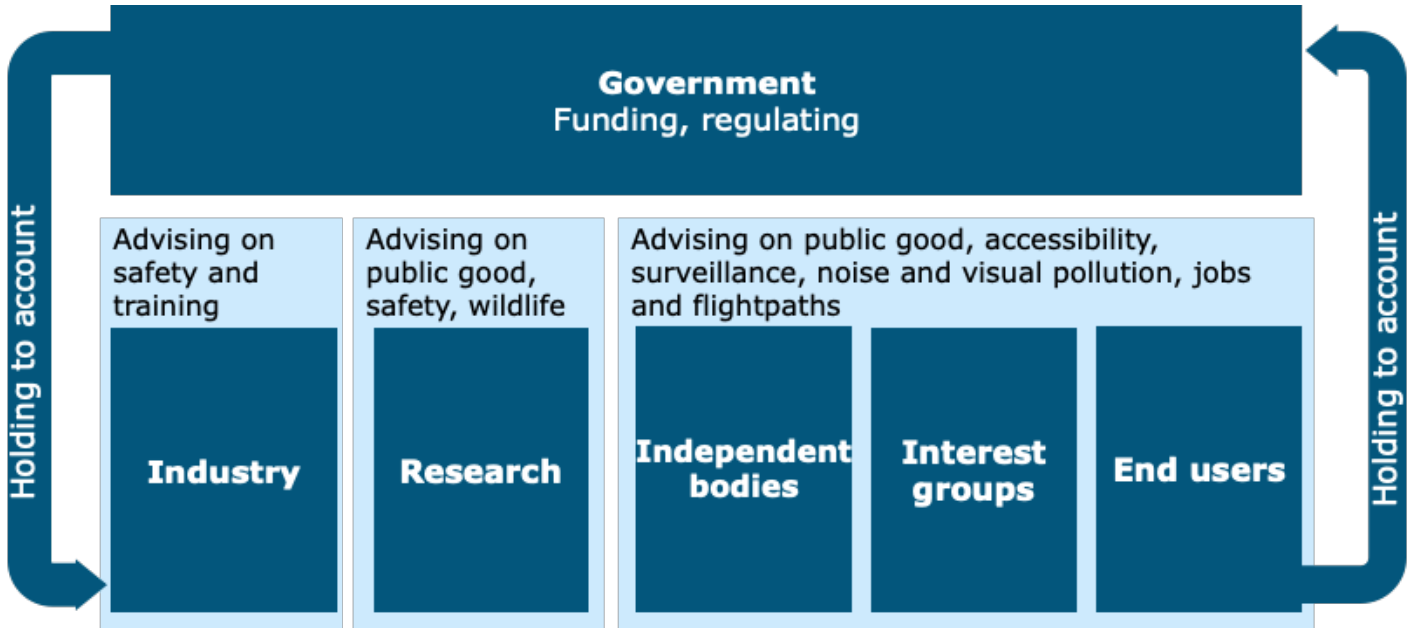 Government
Funding, regulating
Holding to account
Advising on
safety and
training
Industry
Advising on
public good,
safety, wildlife
Research
Advising on public good, accessibility,
surveillance, noise and visual pollution, jobs
and flightpaths
Independent
bodies
Interest
groups
End users
Holding to account